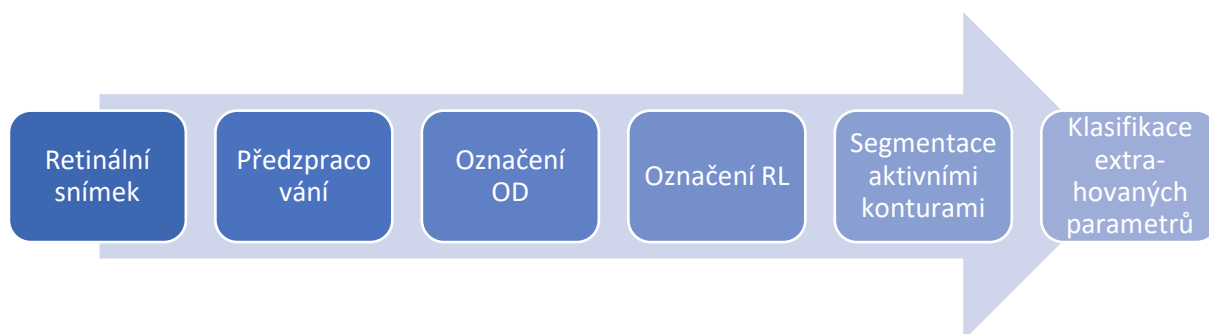 Retinální
snímek
Předzpraco
vání
Označení
OD
Označení RL
Segmentace
aktivními
konturami
Klasifikace
extra-
hovaných
parametrů